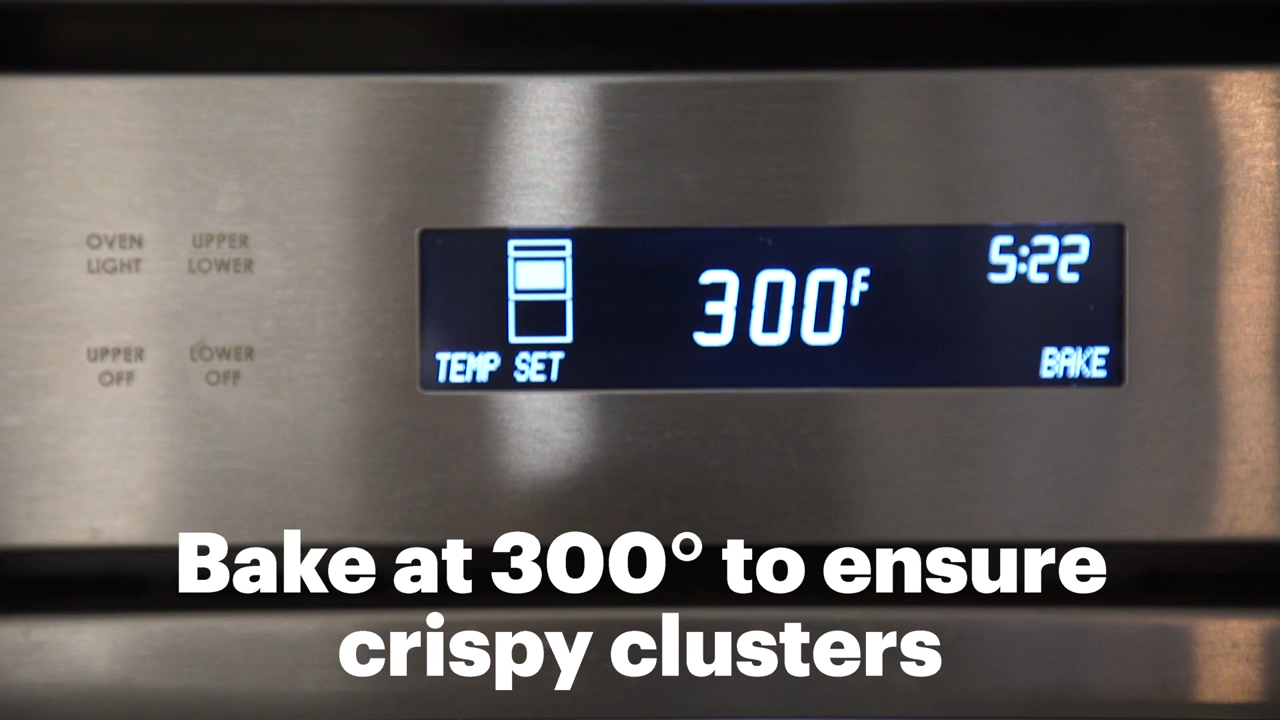 OVEN LIGHT
UPPER LOWER
UPPER OFF
LOWER OFF
5:22
300F
TEMP SET
BAKE
Bake at 300° to ensure
crispy clusters